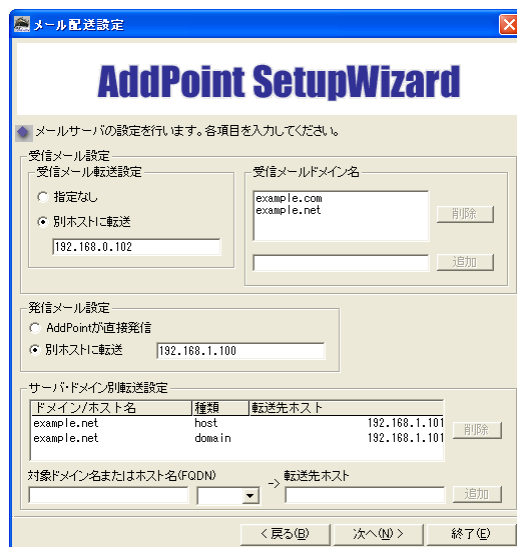 メール配送設定
AddPoint SetupWizard
メールサーバの設定を行います。各項目を入力してください。
受信メール設定
受信メール転送設定
指定なし
別ホストに転送
192.168.0.102
受信メールドメイン名
example.com
example.net
削除
追加
発信メール設定
AddPointが直接発信
別ホストに転送 192.168.1.100
サーバ・ドメイン別転送設定
ドメイン/ホスト名 種類 転送先ホスト
example.net host 192.168.1.101
example.net domain 192.168.1.101
削除
対象ドメイン名またはホスト名(FQDN) -> 転送先ホスト
追加
< 戻る(B) 次へ(N) > 終了(E)